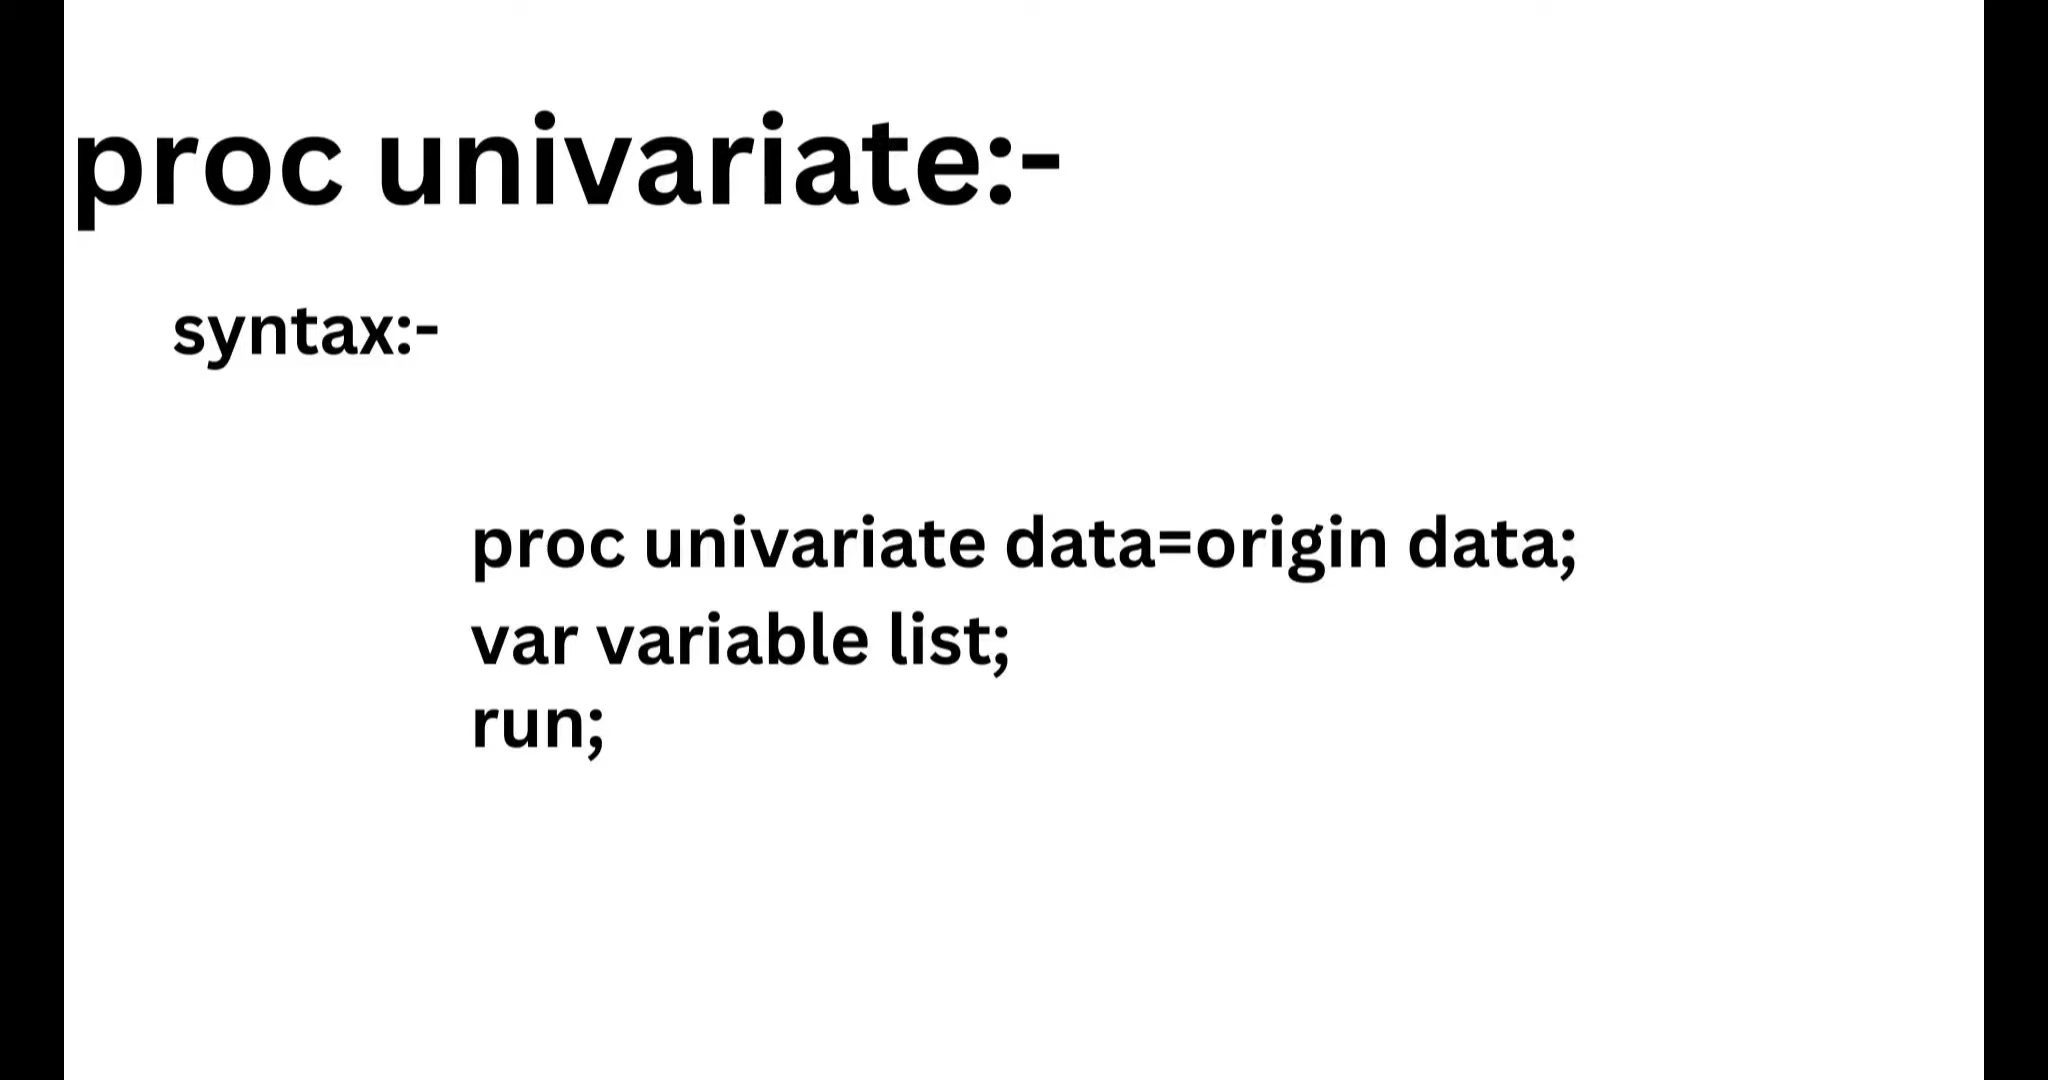 proc univariate:-
syntax:-
proc univariate data=origin data;
var variable list;
run;